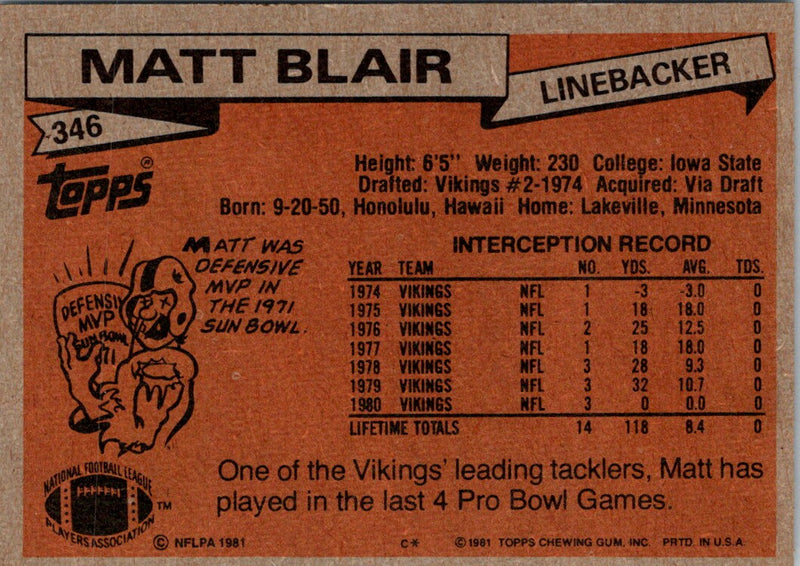 MATT BLAIR
LINEBACKER
346
Topps®
Height: 6'5" Weight: 230 College: Iowa State
Drafted: Vikings #2-1974 Acquired: Via Draft
Born: 9-20-50, Honolulu, Hawaii Home: Lakeville, Minnesota
MATT WAS
DEFENSIVE
MVP IN
THE 1971
SUN BOWL.
DEFENSIV
MVP
SUN BOWL
'71
INTERCEPTION RECORD
YEAR TEAM NO. YDS. AVG. TDS.
1974 VIKINGS NFL 1 -3 -3.0 0
1975 VIKINGS NFL 1 18 18.0 0
1976 VIKINGS NFL 2 25 12.5 0
1977 VIKINGS NFL 1 18 18.0 0
1978 VIKINGS NFL 3 28 9.3 0
1979 VIKINGS NFL 3 32 10.7 0
1980 VIKINGS NFL 3 0 0.0 0
LIFETIME TOTALS 14 118 8.4 0
One of the Vikings' leading tacklers, Matt has
played in the last 4 Pro Bowl Games.
NATIONAL FOOTBALL LEAGUE
PLAYERS ASSOCIATION
™
© NFLPA 1981
C*
© 1981 TOPPS CHEWING GUM, INC. PRTD. IN U.S.A.